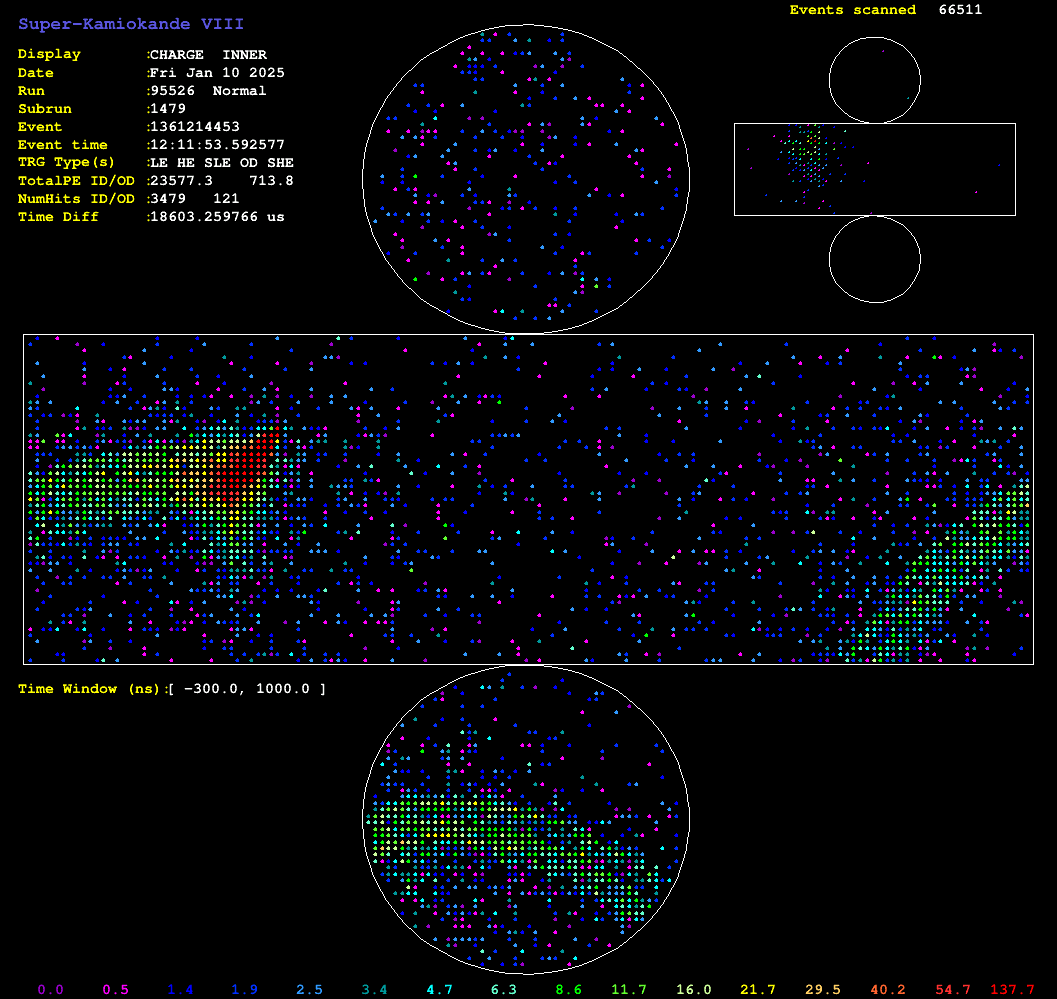 Super-Kamiokande VIII
Events scanned 66511
Display :CHARGE INNER
Date :Fri Jan 10 2025
Run :95526 Normal
Subrun :1479
Event :1361214453
Event time :12:11:53.592577
TRG Type(s) :LE HE SLE OD SHE
TotalPE ID/OD :23577.3 713.8
NumHits ID/OD :3479 121
Time Diff :18603.259766 us
Time Window (ns):[ -300.0, 1000.0 ]
0.0 0.5 1.4 1.9 2.5 3.4 4.7 6.3 8.6 11.7 16.0 21.7 29.5 40.2 54.7 137.7